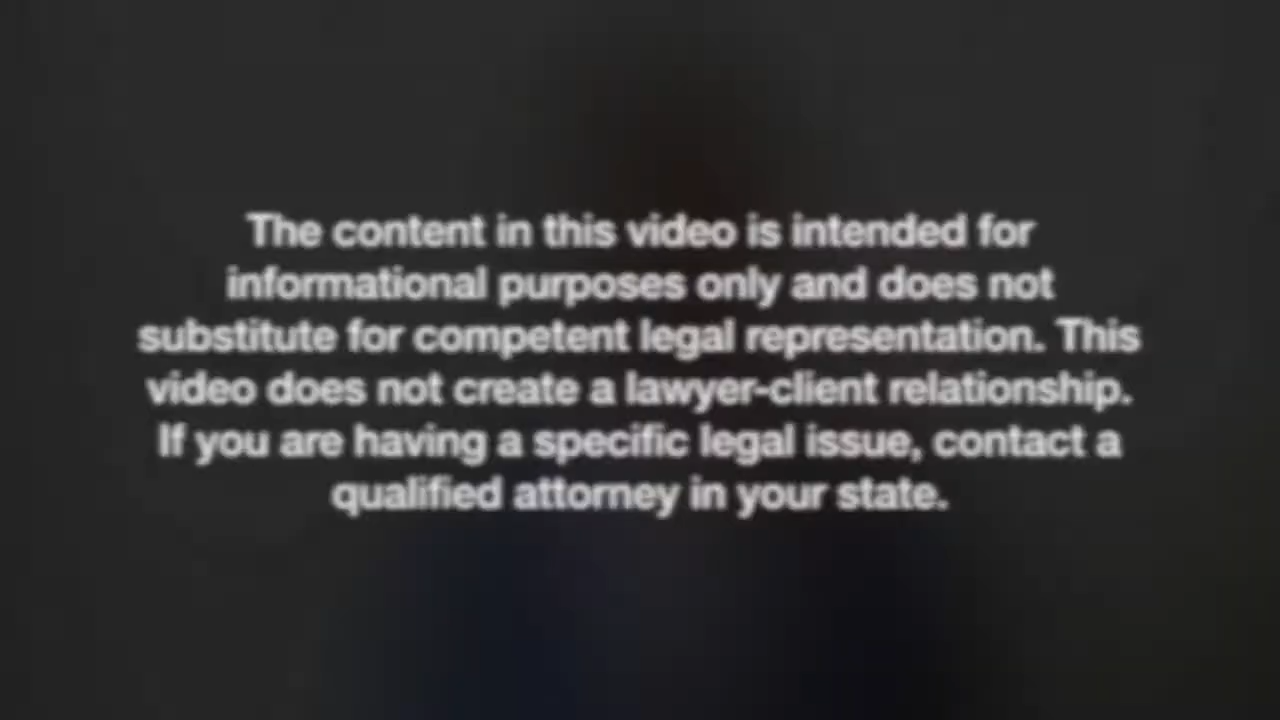 The content in this video is intended for
informational purposes only and does not
substitute for competent legal representation. This
video does not create a lawyer-client relationship.
If you are having a specific legal issue, contact a
qualified attorney in your state.